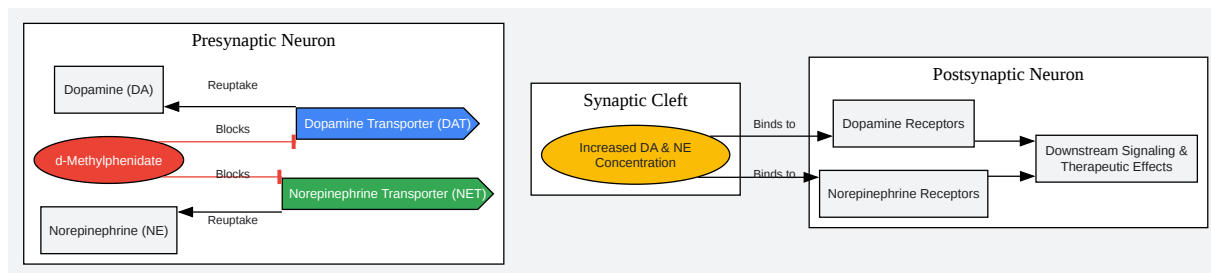 Presynaptic Neuron
Dopamine (DA)
Reuptake
Dopamine Transporter (DAT)
Blocks
d-Methylphenidate
Blocks
Norepinephrine Transporter (NET)
Reuptake
Norepinephrine (NE)
Synaptic Cleft
Increased DA & NE
Concentration
Binds to
Binds to
Postsynaptic Neuron
Dopamine Receptors
Norepinephrine Receptors
Downstream Signaling &
Therapeutic Effects